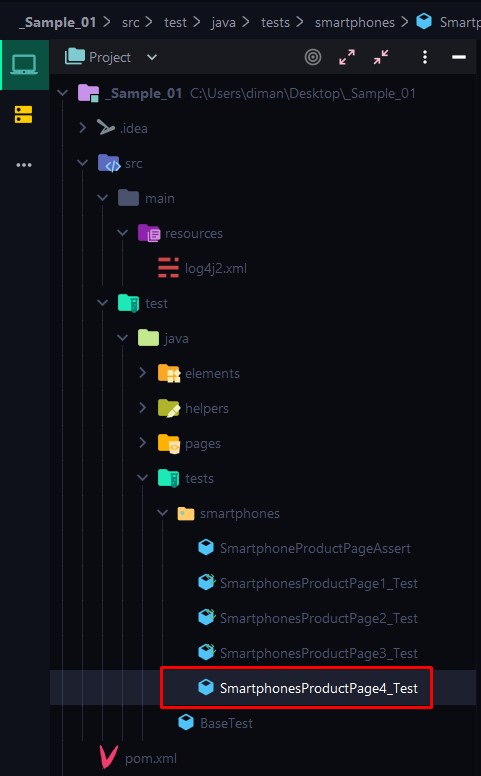 _Sample_01 > src > test > java > tests > smartphones > Smartp
Project
_Sample_01 C:\Users\diman\Desktop\_Sample_01
.idea
src
main
resources
log4j2.xml
test
java
elements
helpers
pages
tests
smartphones
SmartphoneProductPageAssert
SmartphonesProductPage1_Test
SmartphonesProductPage2_Test
SmartphonesProductPage3_Test
SmartphonesProductPage4_Test
BaseTest
pom.xml